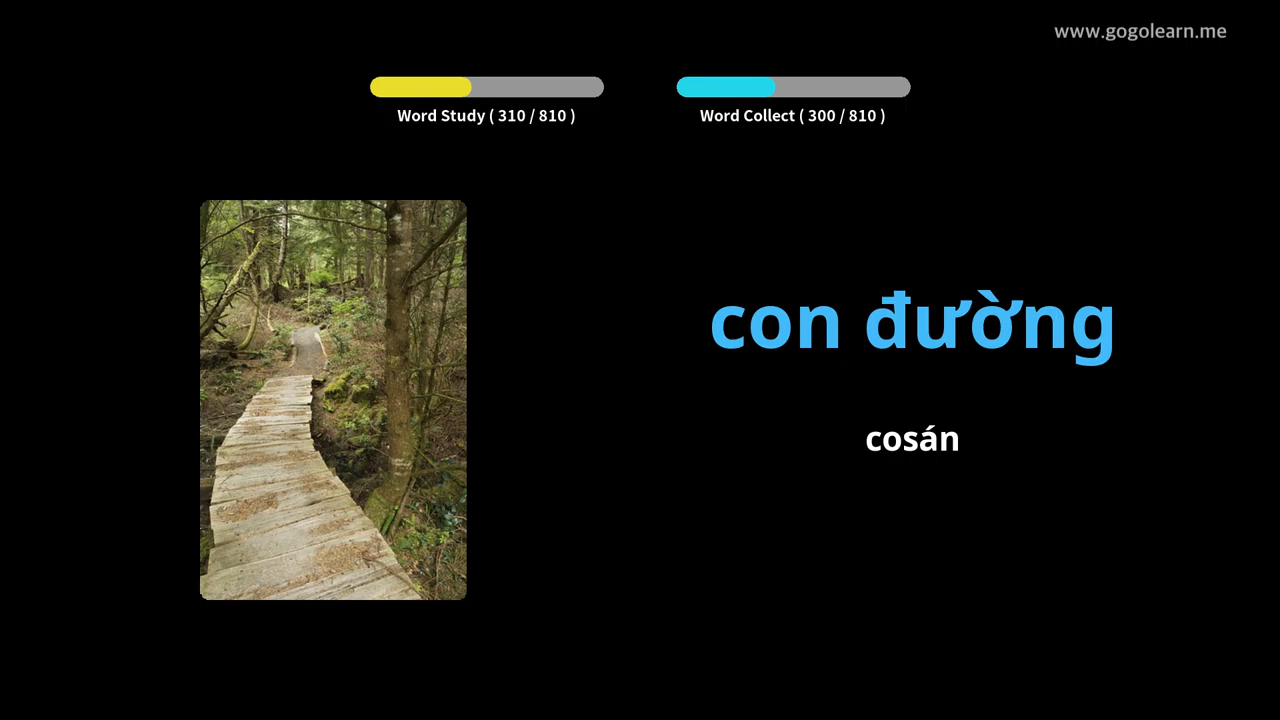 www.gogolearn.me
Word Study ( 310 / 810 )
Word Collect ( 300 / 810 )
con đường
cosán